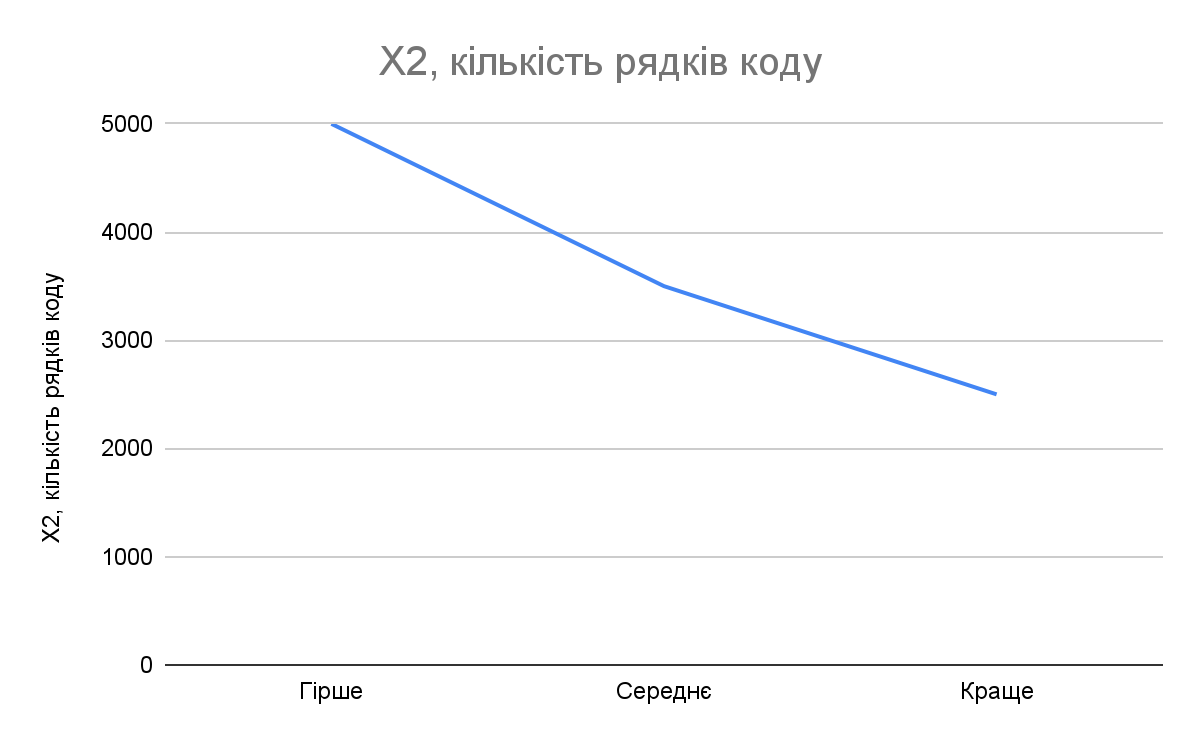 X2, кількість рядків коду
X2, кількість рядків коду
5000
4000
3000
2000
1000
0
Гірше
Середнє
Краще